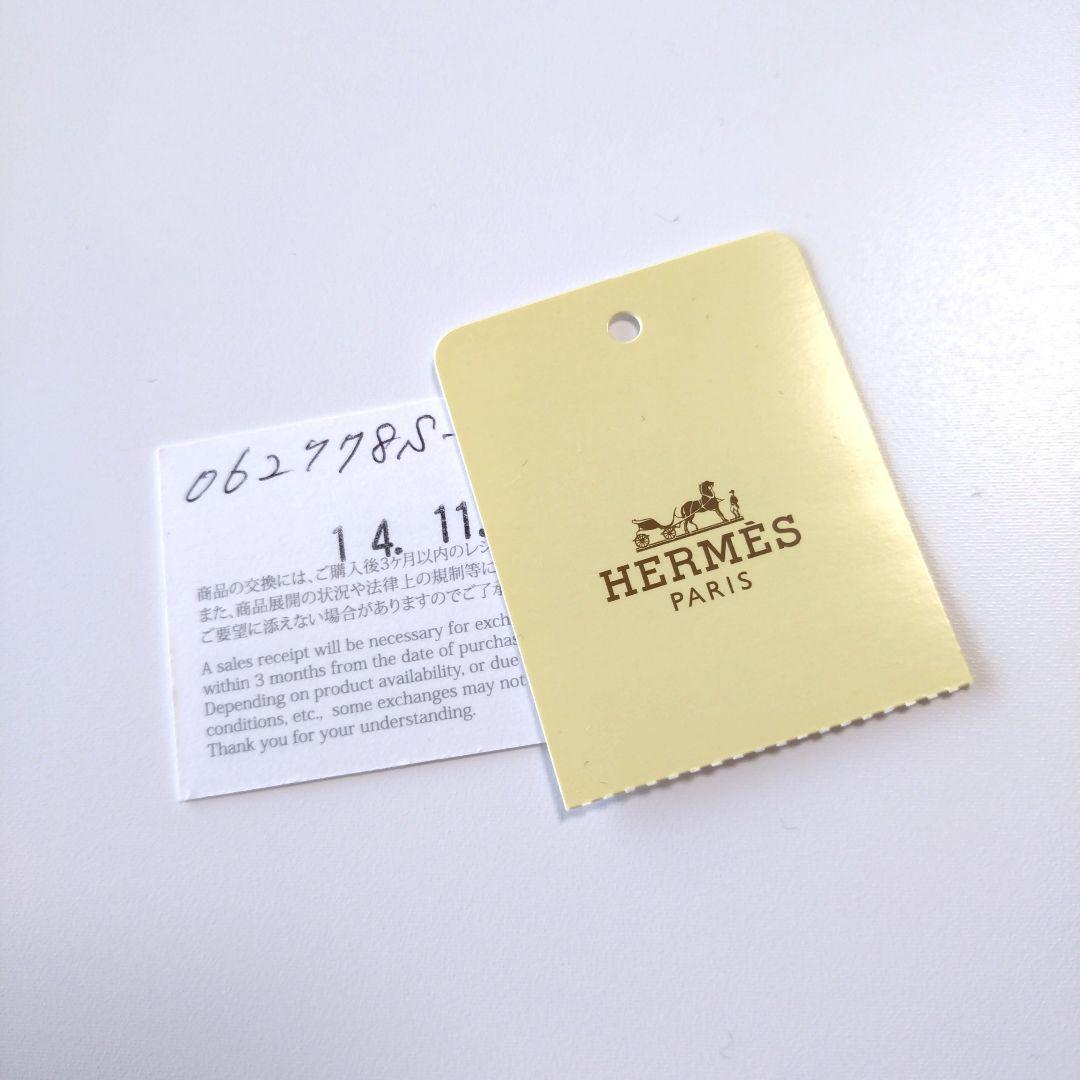 062778S-
14. 11.
商品の交換には、ご購入後3ヶ月以内のレシ
また、商品展開の状況や法律上の規制等に
ご要望に添えない場合がありますのでご了承
A sales receipt will be necessary for exch
within 3 months from the date of purchas
Depending on product availability, or due
conditions, etc., some exchanges may not
Thank you for your understanding.
HERMÈS
PARIS